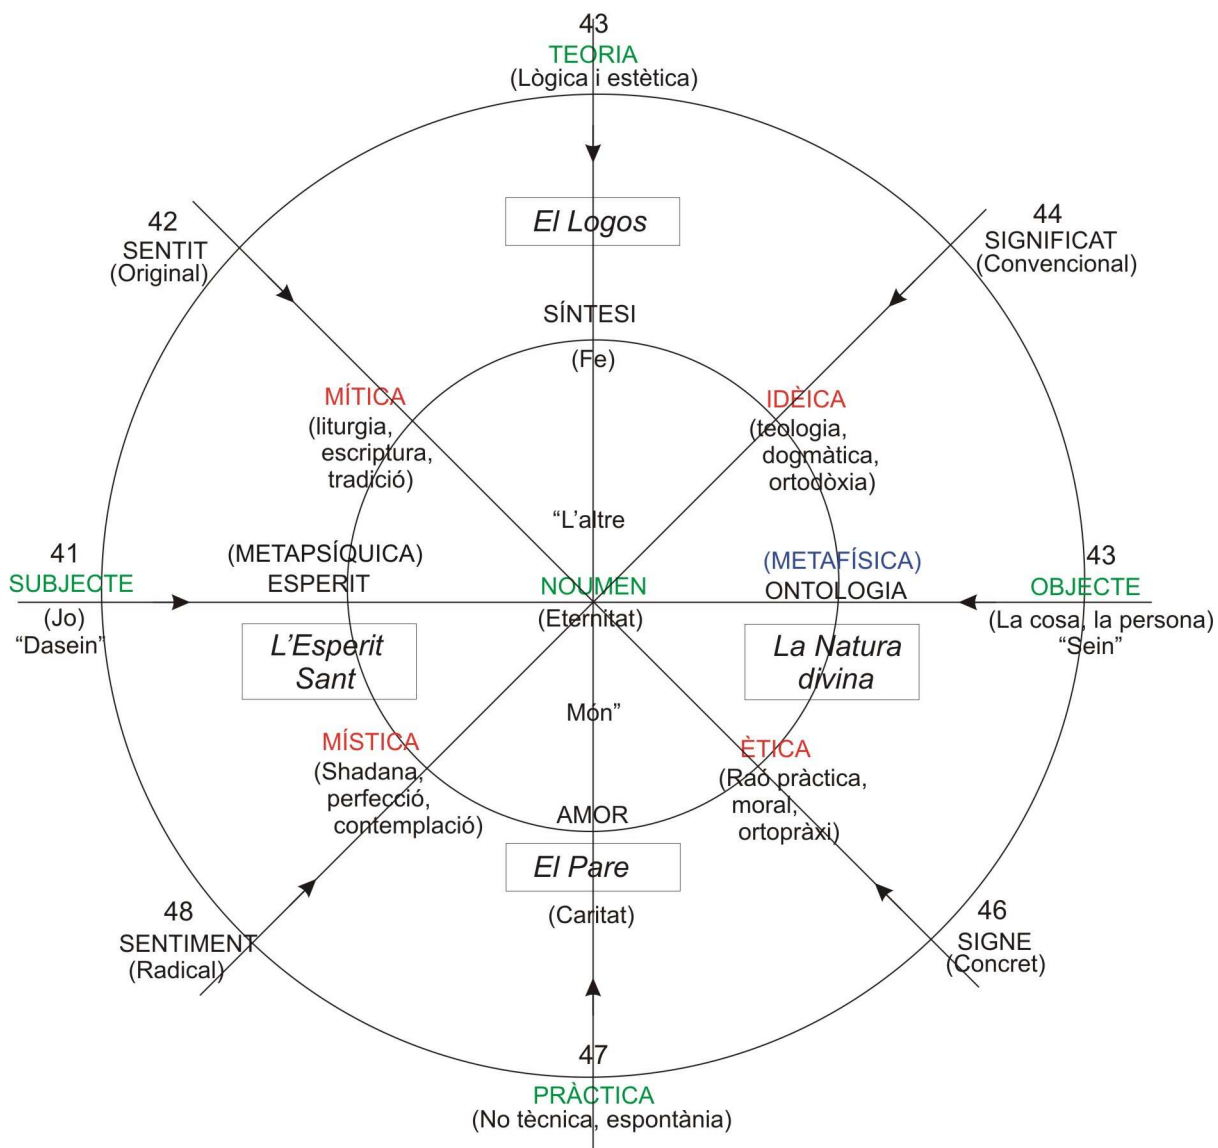 43
TEORIA
(Lògica i estètica)
El Logos
42
SENTIT
(Original)
44
SIGNIFICAT
(Convencional)
SÍNTESI
(Fe)
MÍTICA
(liturgia,
escriptura,
tradició)
IDÈICA
(teologia,
dogmàtica,
ortodòxia)
“L’altre
41
SUBJECTE
(Jo)
“Dasein”
(METAPSÍQUICA)
ESPERIT
NOUMEN
(Eternitat)
(METAFÍSICA)
ONTOLOGIA
43
OBJECTE
(La cosa, la persona)
“Sein”
L’Esperit
Sant
La Natura
divina
Món”
MÍSTICA
(Shadana,
perfecció,
contemplació)
ÈTICA
(Raó pràctica,
moral,
ortopràxi)
AMOR
El Pare
(Caritat)
48
SENTIMENT
(Radical)
46
SIGNE
(Concret)
47
PRÀCTICA
(No tècnica, espontània)